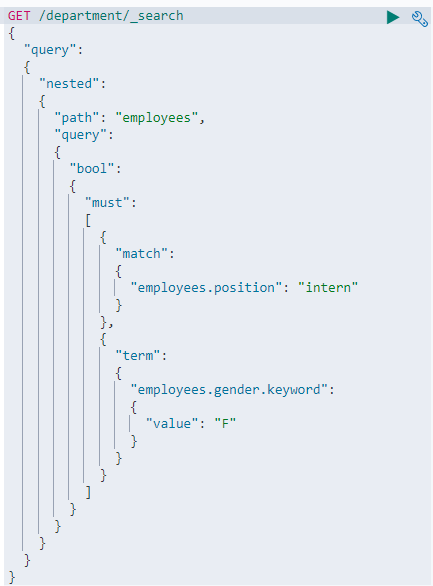 GET /department/_search
{
  "query":
  {
    "nested":
    {
      "path": "employees",
      "query":
      {
        "bool":
        {
          "must":
          [
            {
              "match":
              {
                "employees.position": "intern"
              }
            },
            {
              "term":
              {
                "employees.gender.keyword":
                {
                  "value": "F"
                }
              }
            }
          ]
        }
      }
    }
  }
}